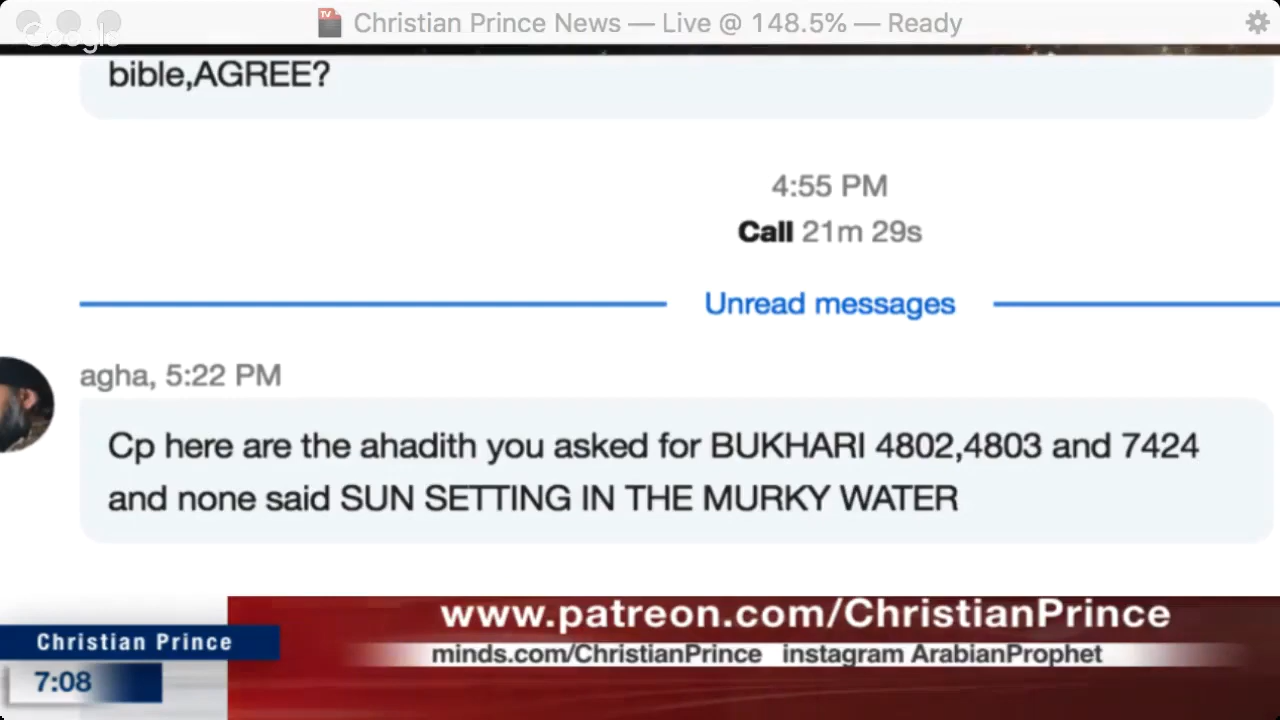 TV
Christian Prince News — Live @ 148.5% — Ready
Google
bible,AGREE?
4:55 PM
Call 21m 29s
Unread messages
agha, 5:22 PM
Cp here are the ahadith you asked for BUKHARI 4802,4803 and 7424
and none said SUN SETTING IN THE MURKY WATER
www.patreon.com/ChristianPrince
Christian Prince
minds.com/ChristianPrince instagram ArabianProphet
7:08